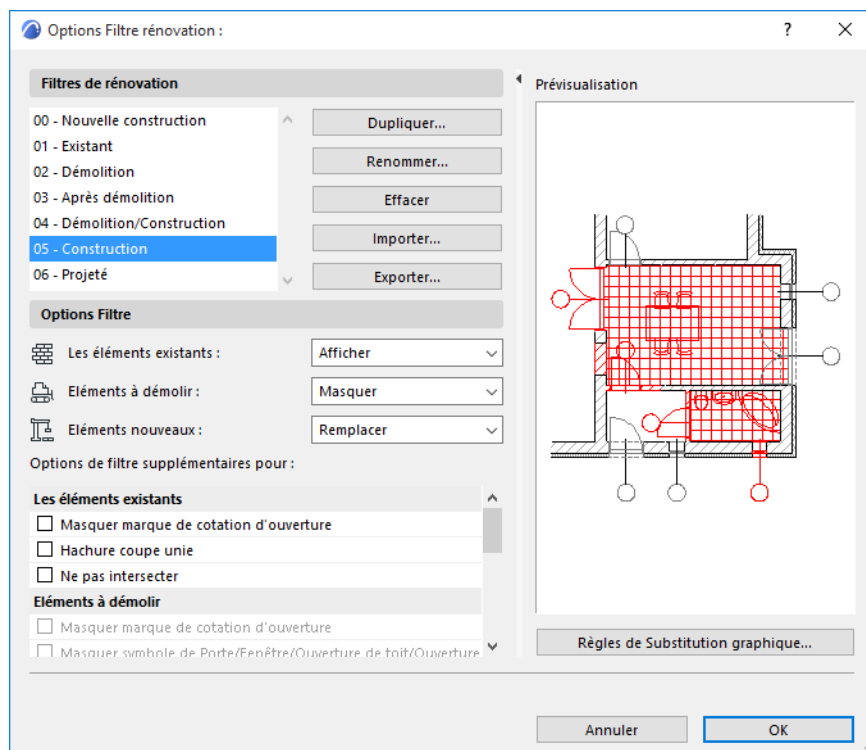 Options Filtre rénovation :
?
Filtres de rénovation
00 - Nouvelle construction
01 - Existant
02 - Démolition
03 - Après démolition
04 - Démolition/Construction
05 - Construction
06 - Projeté
Dupliquer...
Renommer...
Effacer
Importer...
Exporter...
Options Filtre
Les éléments existants :
Afficher
Eléments à démolir :
Masquer
Eléments nouveaux :
Remplacer
Options de filtre supplémentaires pour :
Les éléments existants
Masquer marque de cotation d'ouverture
Hachure coupe unie
Ne pas intersecter
Eléments à démolir
Masquer marque de cotation d'ouverture
Masquer symbole de Porte/Fenêtre/Ouverture de toit/Ouverture
Prévisualisation
Règles de Substitution graphique...
Annuler
OK